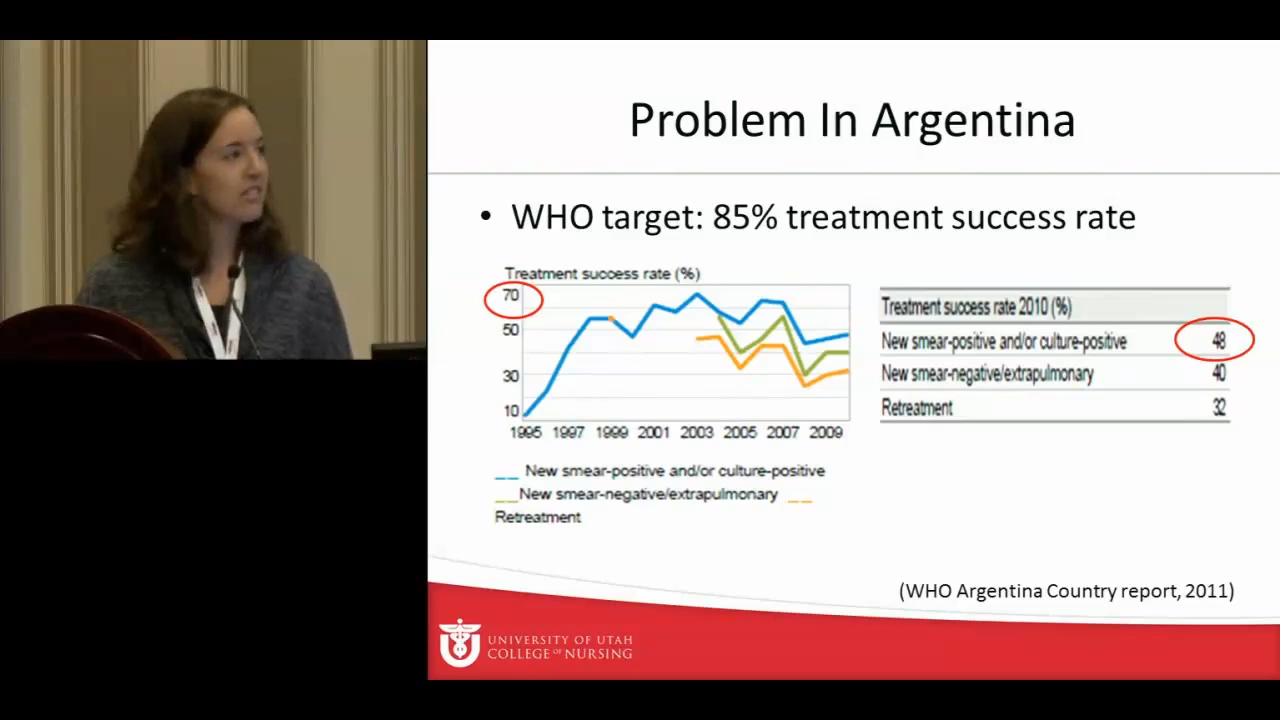 Problem In Argentina
• WHO target: 85% treatment success rate
Treatment success rate (%)
70
50
30
10
1995 1997 1999 2001 2003 2005 2007 2009
New smear-positive and/or culture-positive
New smear-negative/extrapulmonary
Retreatment
Treatment success rate 2010 (%)
New smear-positive and/or culture-positive 48
New smear-negative/extrapulmonary 40
Retreatment 32
(WHO Argentina Country report, 2011)
UNIVERSITY OF UTAH
COLLEGE OF NURSING